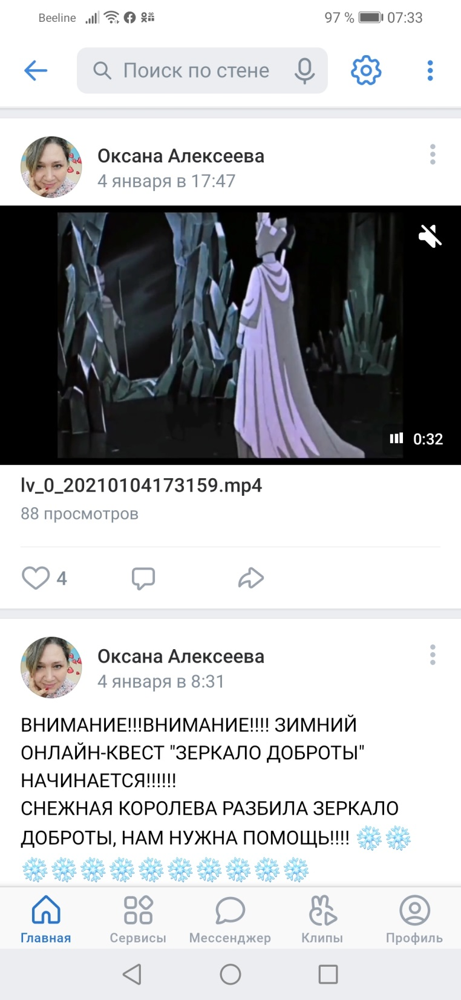 Beeline 97 % 07:33
Поиск по стене
Оксана Алексеева
4 января в 17:47
0:32
lv_0_20210104173159.mp4
88 просмотров
4
Оксана Алексеева
4 января в 8:31
ВНИМАНИЕ!!!ВНИМАНИЕ!!!! ЗИМНИЙ
ОНЛАЙН-КВЕСТ "ЗЕРКАЛО ДОБРОТЫ"
НАЧИНАЕТСЯ!!!!!!
СНЕЖНАЯ КОРОЛЕВА РАЗБИЛА ЗЕРКАЛО
ДОБРОТЫ, НАМ НУЖНА ПОМОЩЬ!!!! ❄❄
❄❄❄❄❄❄❄❄❄❄
Главная Сервисы Мессенджер Клипы Профиль